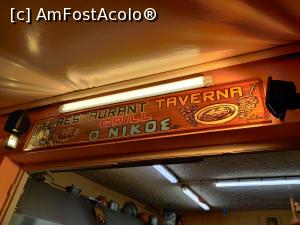 [c] AmFostAcolo®
RESTAURANT TAVERNA
GRILL
Ο ΝΙΚΟΣ